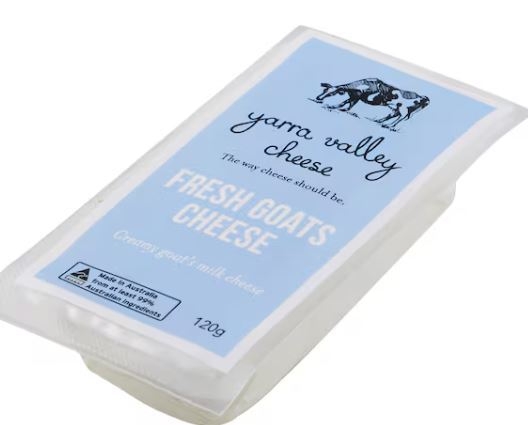 yarra valley
cheese
The way cheese should be.
FRESH GOATS
CHEESE
Creamy goat's milk cheese
Made in Australia
from at least 99%
Australian ingredients
120g